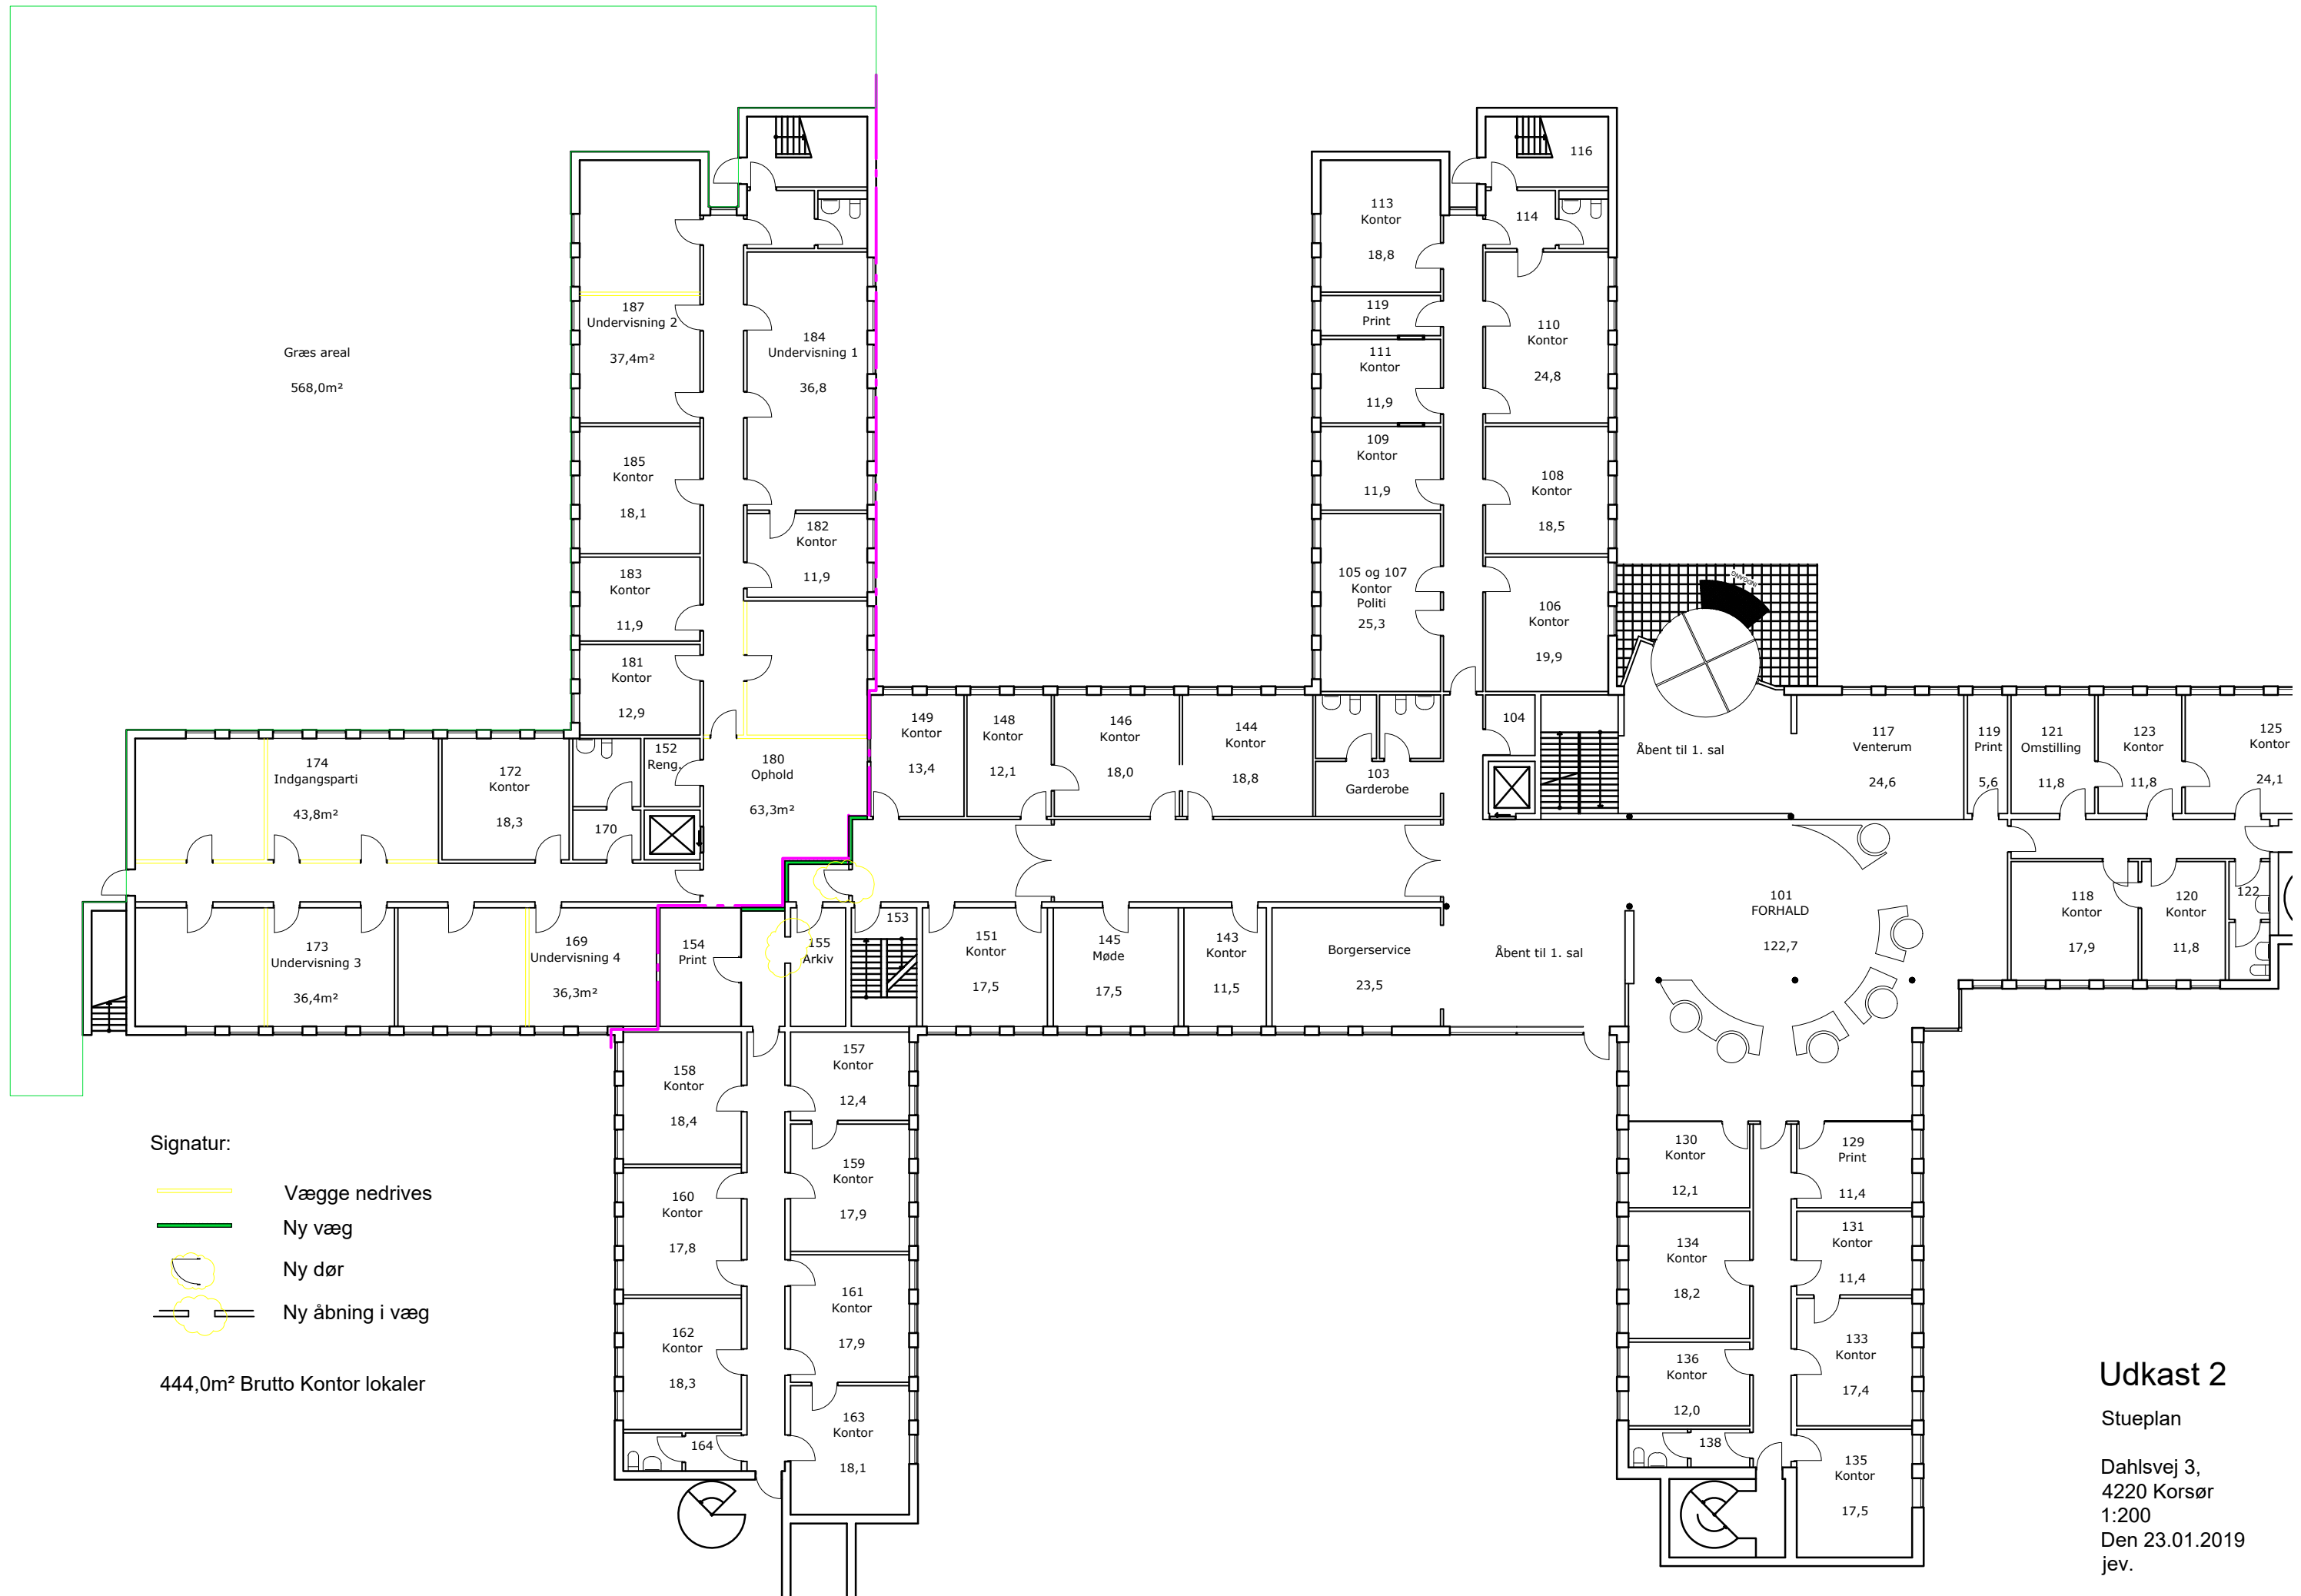 Græs areal
568,0m²
187
Undervisning 2
37,4m²
184
Undervisning 1
36,8
185
Kontor
18,1
182
Kontor
11,9
183
Kontor
11,9
181
Kontor
12,9
174
Indgangsparti
43,8m²
172
Kontor
18,3
152
Reng.
170
180
Ophold
63,3m²
173
Undervisning 3
36,4m²
169
Undervisning 4
36,3m²
154
Print
155
Arkiv
153
149
Kontor
13,4
148
Kontor
12,1
146
Kontor
18,0
144
Kontor
18,8
103
Garderobe
151
Kontor
17,5
145
Møde
17,5
143
Kontor
11,5
Borgerservice
23,5
Åbent til 1. sal
113
Kontor
18,8
119
Print
111
Kontor
11,9
109
Kontor
11,9
105 og 107
Kontor
Politi
25,3
116
114
110
Kontor
24,8
108
Kontor
18,5
106
Kontor
19,9
104
INDGANG
Åbent til 1. sal
117
Venterum
24,6
119
Print
5,6
121
Omstilling
11,8
123
Kontor
11,8
125
Kontor
24,1
101
FORHALD
122,7
118
Kontor
17,9
120
Kontor
11,8
122
158
Kontor
18,4
160
Kontor
17,8
162
Kontor
18,3
164
157
Kontor
12,4
159
Kontor
17,9
161
Kontor
17,9
163
Kontor
18,1
130
Kontor
12,1
134
Kontor
18,2
136
Kontor
12,0
138
129
Print
11,4
131
Kontor
11,4
133
Kontor
17,4
135
Kontor
17,5
Signatur:
Vægge nedrives
Ny væg
Ny dør
Ny åbning i væg
444,0m² Brutto Kontor lokaler
Udkast 2
Stueplan
Dahlsvej 3,
4220 Korsør
1:200
Den 23.01.2019
jev.